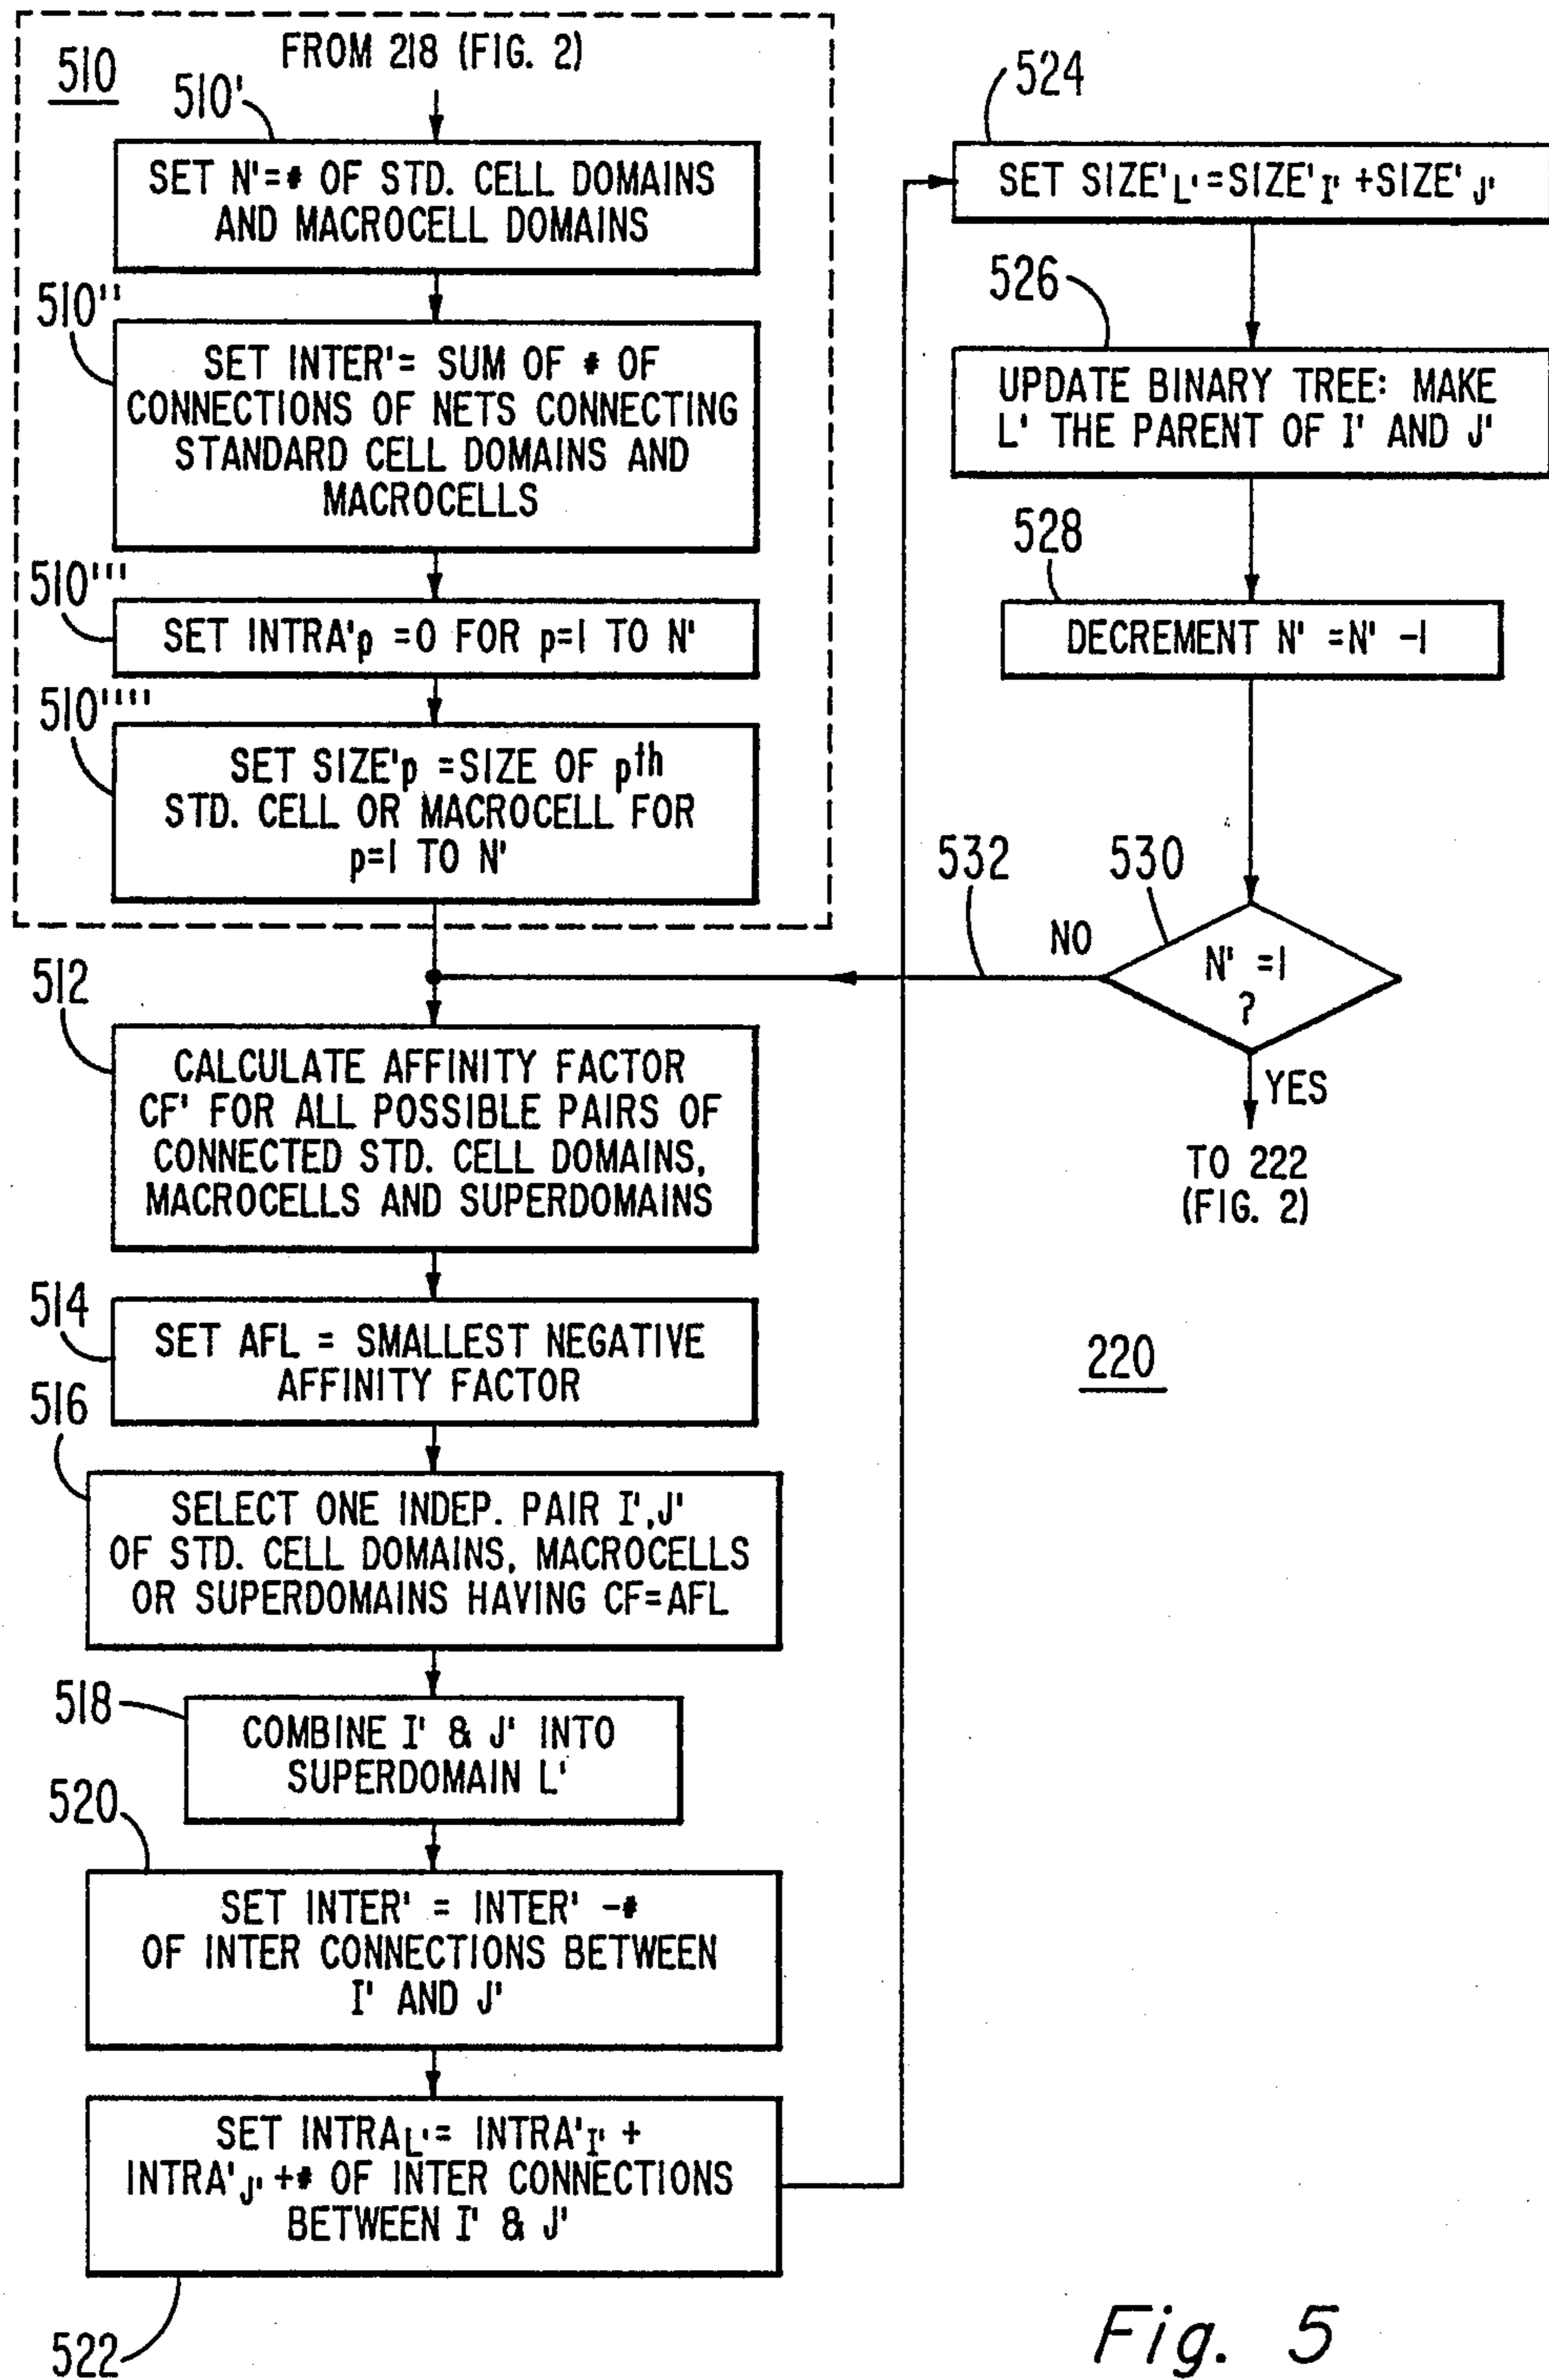 FROM 218 (FIG. 2)
510
510'
SET N'=# OF STD. CELL DOMAINS
AND MACROCELL DOMAINS
510''
SET INTER'= SUM OF # OF
CONNECTIONS OF NETS CONNECTING
STANDARD CELL DOMAINS AND
MACROCELLS
510'''
SET INTRA'p =0 FOR p=1 TO N'
510''''
SET SIZE'p =SIZE OF pth
STD. CELL OR MACROCELL FOR
p=1 TO N'
512
CALCULATE AFFINITY FACTOR
CF' FOR ALL POSSIBLE PAIRS OF
CONNECTED STD. CELL DOMAINS,
MACROCELLS AND SUPERDOMAINS
514
SET AFL = SMALLEST NEGATIVE
AFFINITY FACTOR
516
SELECT ONE INDEP. PAIR I',J'
OF STD. CELL DOMAINS, MACROCELLS
OR SUPERDOMAINS HAVING CF=AFL
518
COMBINE I' & J' INTO
SUPERDOMAIN L'
520
SET INTER' = INTER' -#
OF INTER CONNECTIONS BETWEEN
I' AND J'
SET INTRAL'= INTRA'I' +
INTRA'J' +# OF INTER CONNECTIONS
BETWEEN I' & J'
522
524
SET SIZE'L'=SIZE'I' +SIZE'J'
526
UPDATE BINARY TREE: MAKE
L' THE PARENT OF I' AND J'
528
DECREMENT N' =N' -1
532
530
NO
N' =1
?
YES
TO 222
(FIG. 2)
220
Fig. 5